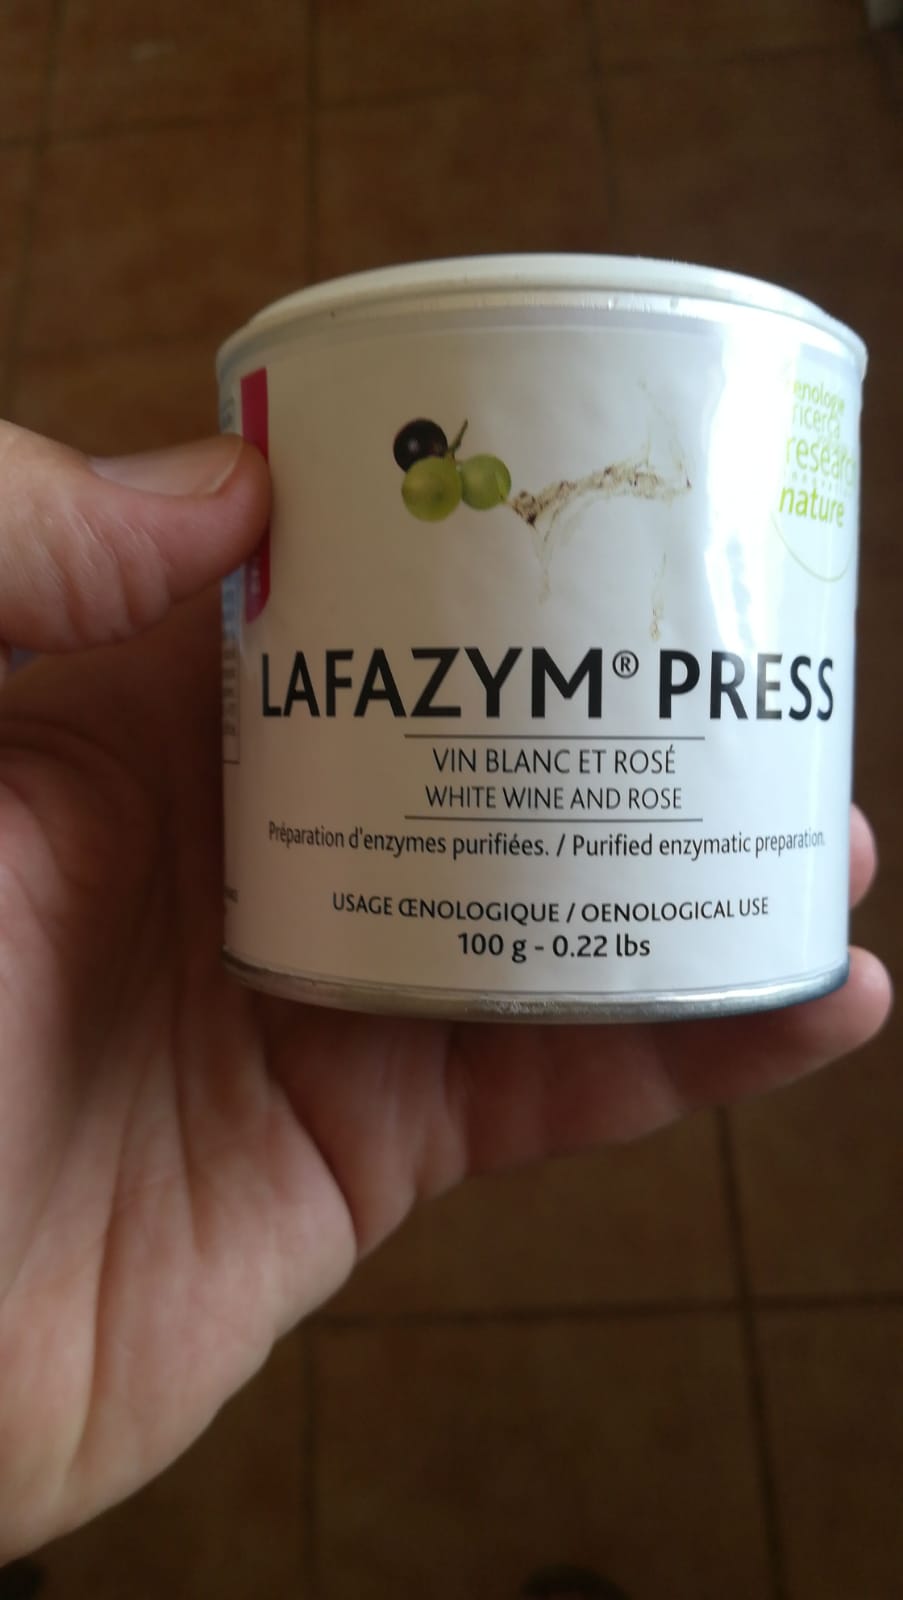 enologie
ricerca
research
nature
LAFAZYM® PRESS
VIN BLANC ET ROSÉ
WHITE WINE AND ROSE
Préparation d'enzymes purifiées. / Purified enzymatic preparation.
USAGE ŒNOLOGIQUE / OENOLOGICAL USE
100 g - 0.22 lbs